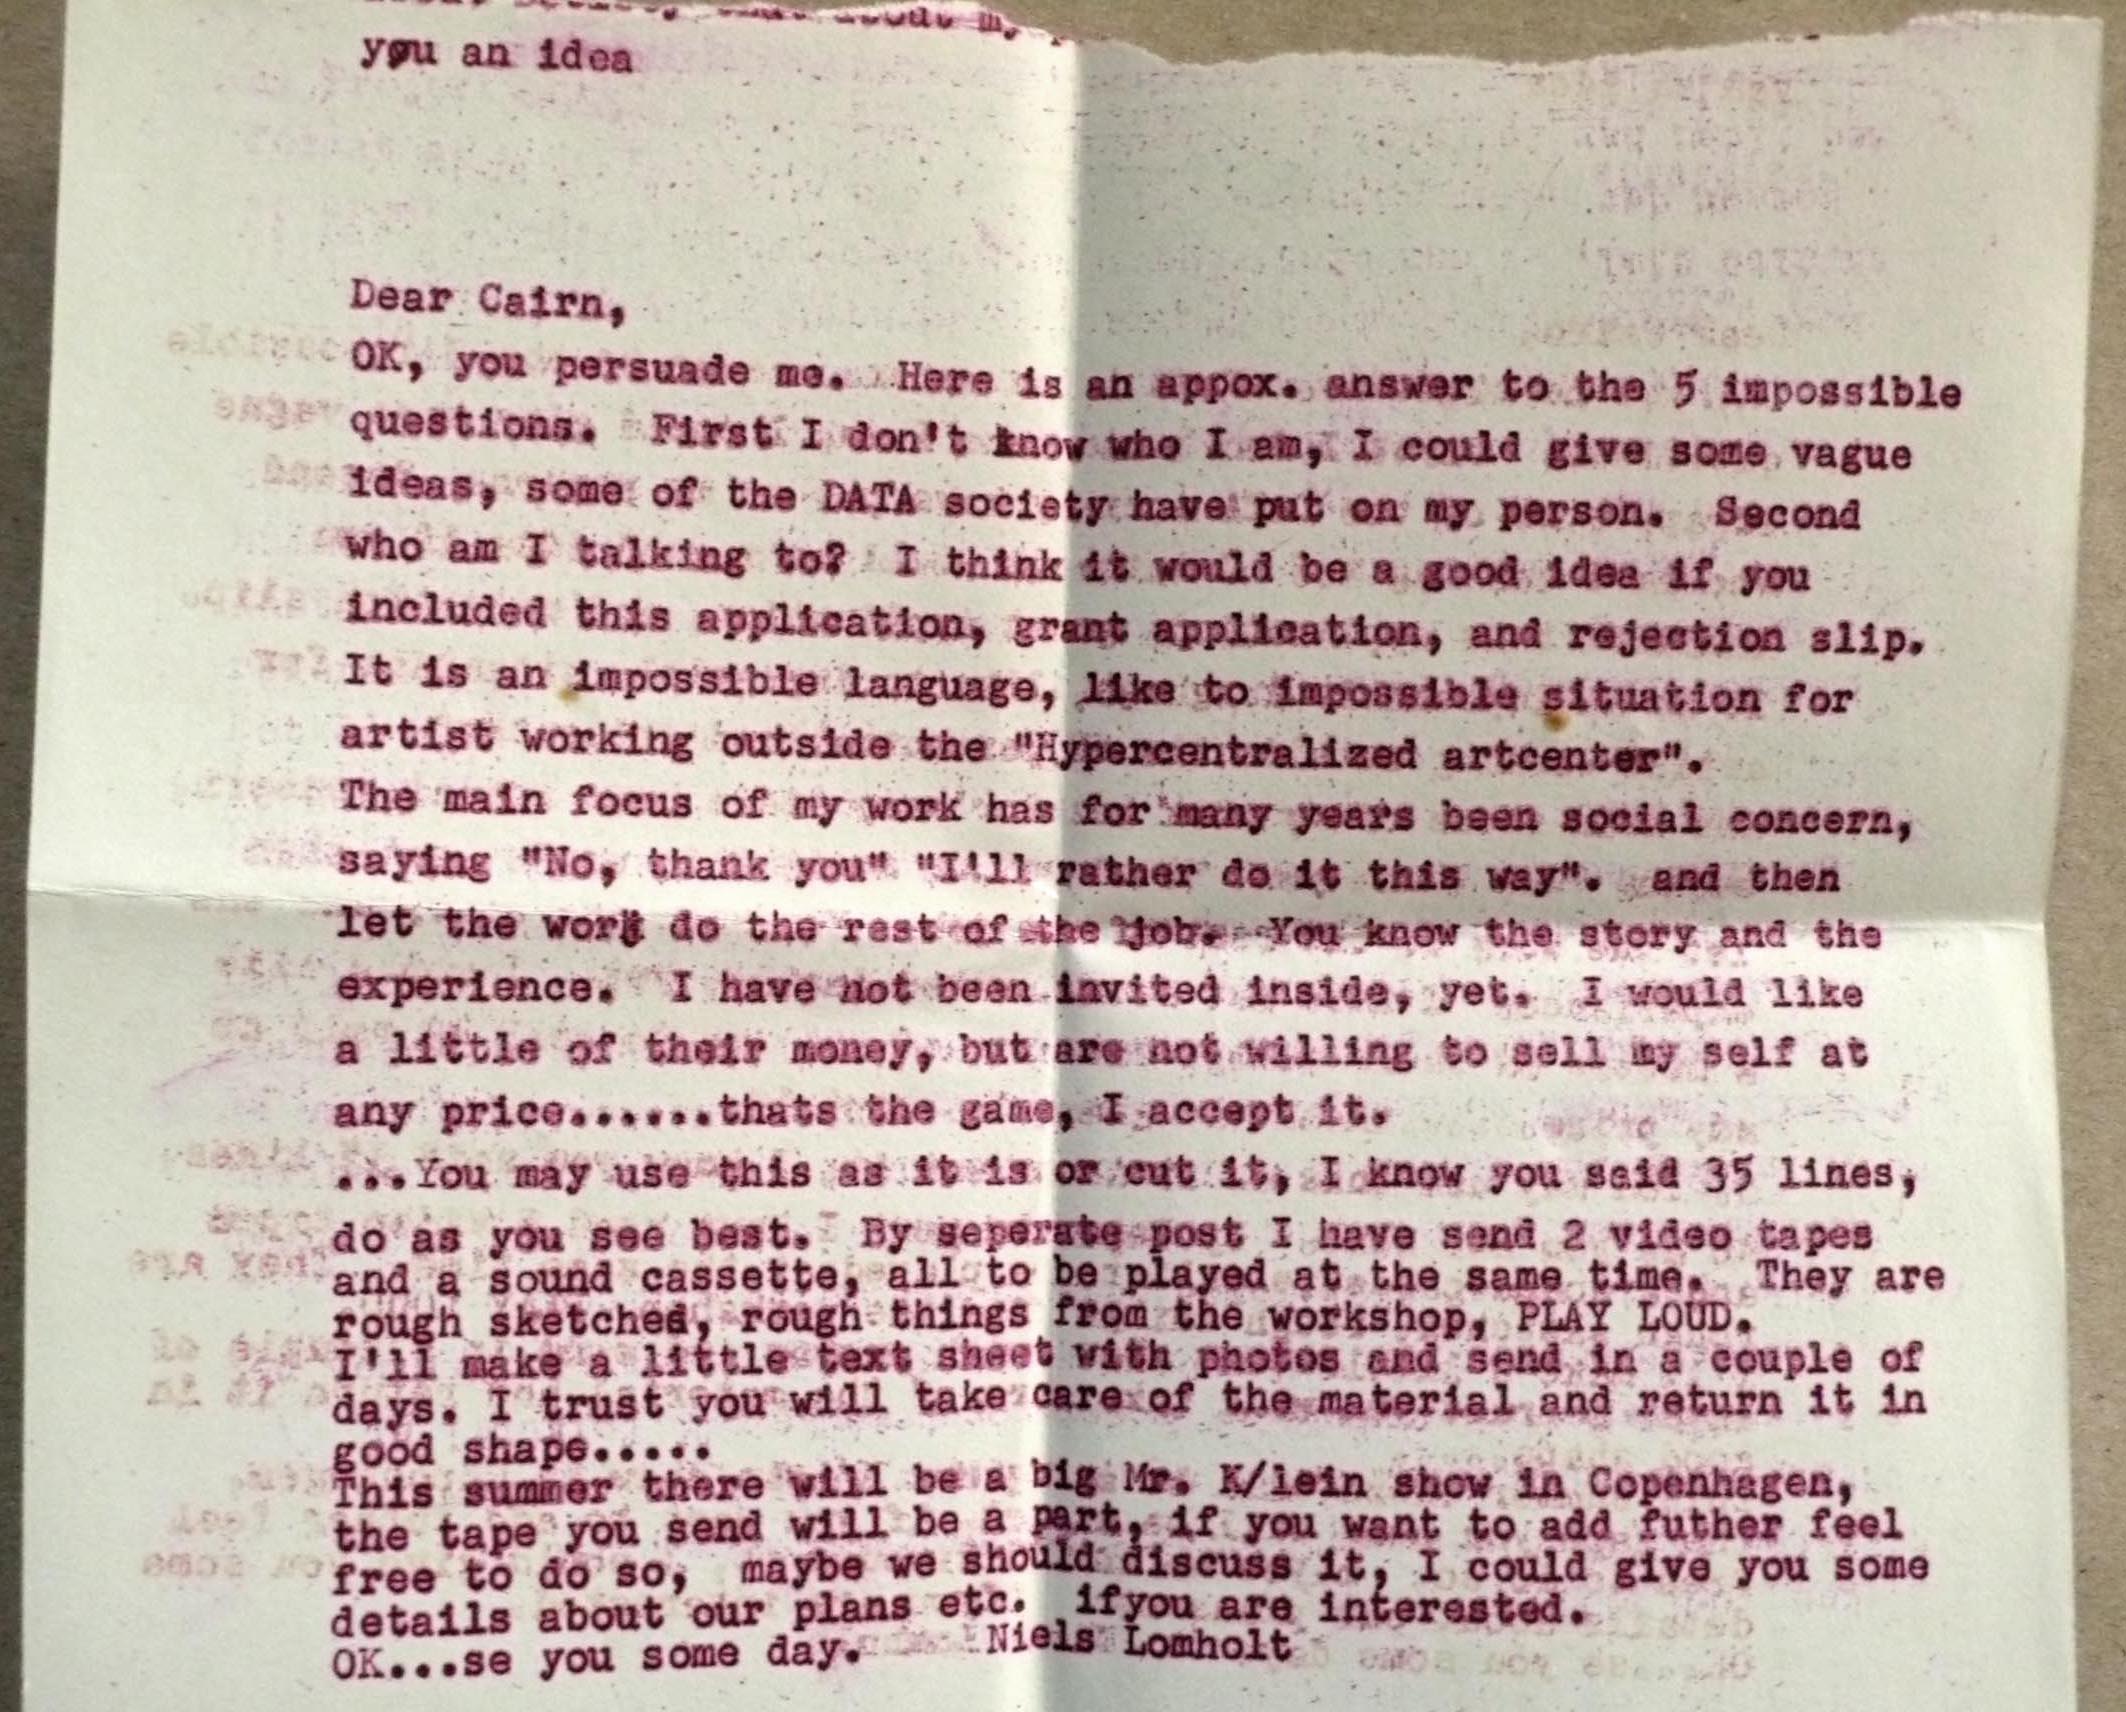 about
you an idea
Dear Cairn,
OK, you persuade me. Here is an appox. answer to the 5 impossible
questions. First I don't know who I am, I could give some vague
ideas, some of the DATA society have put on my person. Second
who am I talking to? I think it would be a good idea if you
included this application, grant application, and rejection slip.
It is an impossible language, like to impossible situation for
artist working outside the "Hypercentralized artcenter".
The main focus of my work has for many years been social concern,
saying "No, thank you" "I'll rather do it this way". and then
let the work do the rest of the job. You know the story and the
experience. I have not been invited inside, yet. I would like
a little of their money, but are not willing to sell my self at
any price......thats the game, I accept it.
...You may use this as it is or cut it, I know you said 35 lines,
do as you see best. By seperate post I have send 2 video tapes
and a sound cassette, all to be played at the same time. They are
rough sketched, rough things from the workshop, PLAY LOUD.
I'll make a little text sheet with photos and send in a couple of
days. I trust you will take care of the material and return it in
good shape.....
This summer there will be a big Mr. K/lein show in Copenhagen,
the tape you send will be a part, if you want to add futher feel
free to do so, maybe we should discuss it, I could give you some
details about our plans etc. ifyou are interested.
OK...se you some day. Niels Lomholt